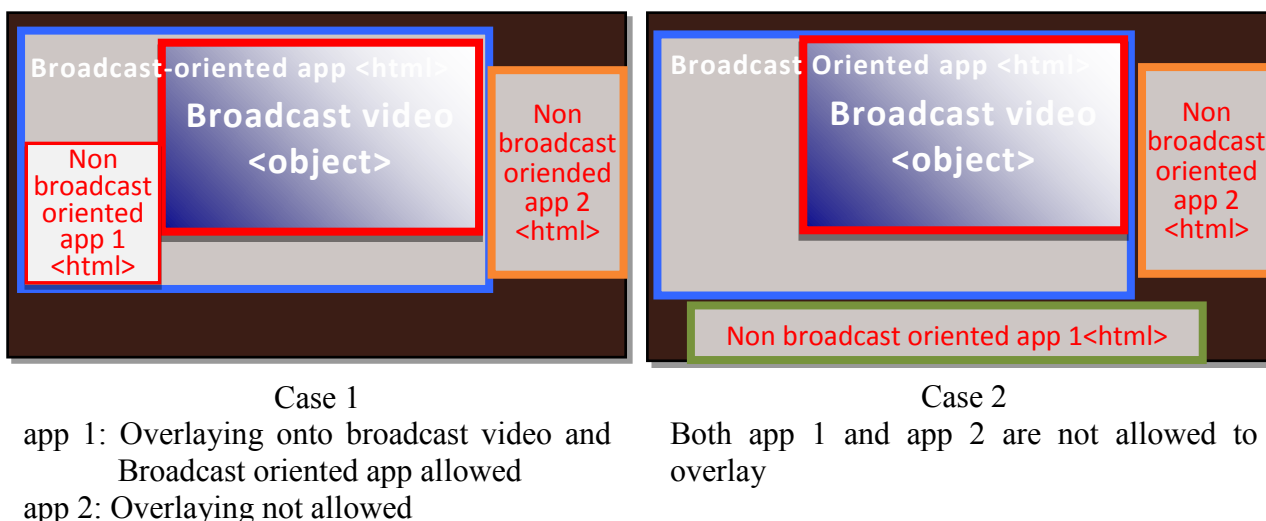 Broadcast-oriented app <html>
Broadcast video
<object>
Non
broadcast
oriented
app 1
<html>
Non
broadcast
oriended
app 2
<html>
Broadcast Oriented app <html>
Broadcast video
<object>
Non
broadcast
oriented
app 2
<html>
Non broadcast oriented app 1<html>
Case 1
app 1: Overlaying onto broadcast video and
Broadcast oriented app allowed
app 2: Overlaying not allowed
Case 2
Both app 1 and app 2 are not allowed to
overlay